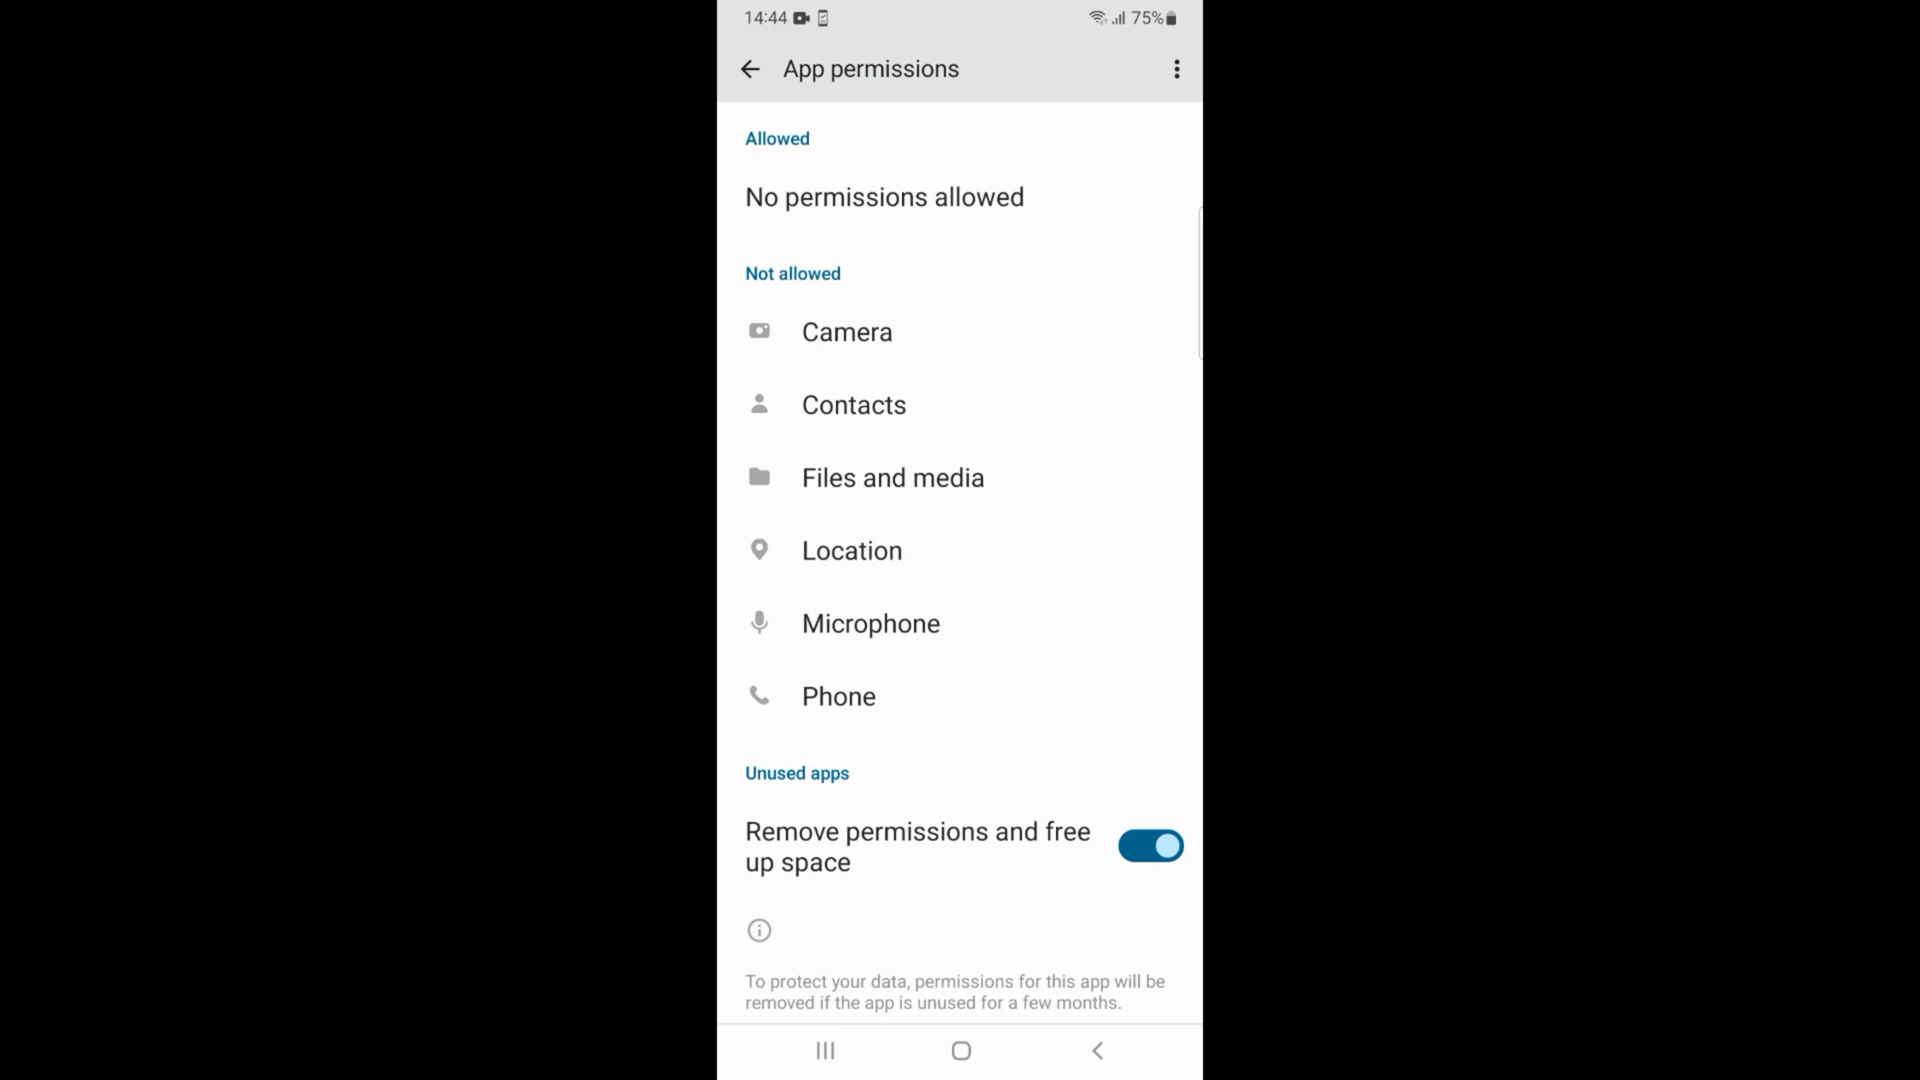 14:44 75%
App permissions
Allowed
No permissions allowed
Not allowed
Camera
Contacts
Files and media
Location
Microphone
Phone
Unused apps
Remove permissions and free
up space
To protect your data, permissions for this app will be
removed if the app is unused for a few months.